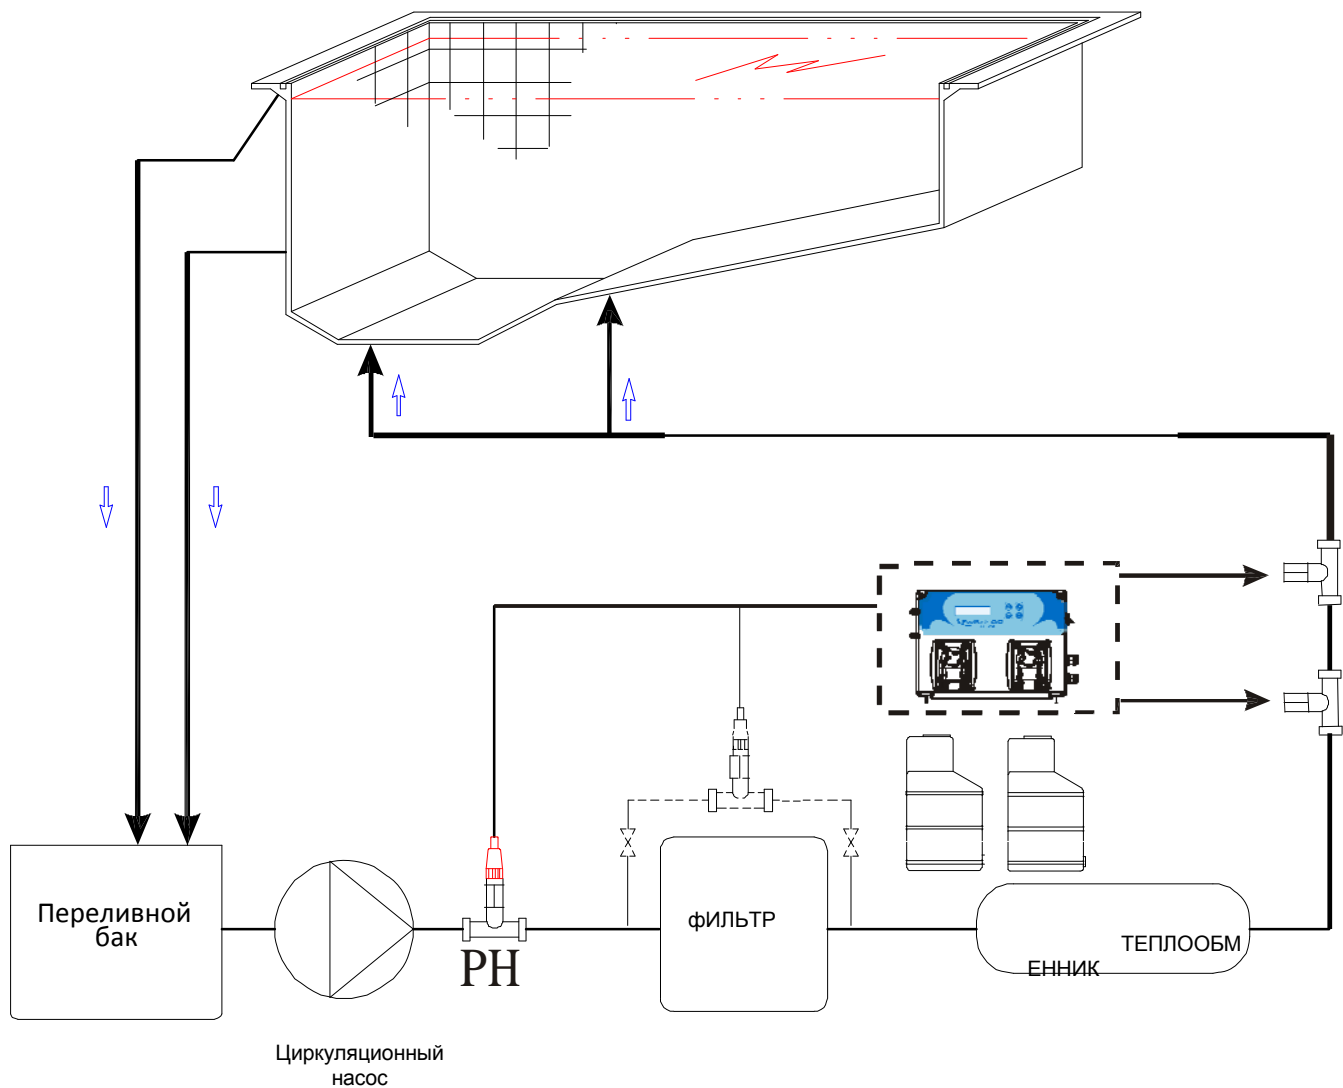 Переливной
бак
PH
фИЛЬТР
ТЕПЛООБМ
ЕННИК
Циркуляционный
насос